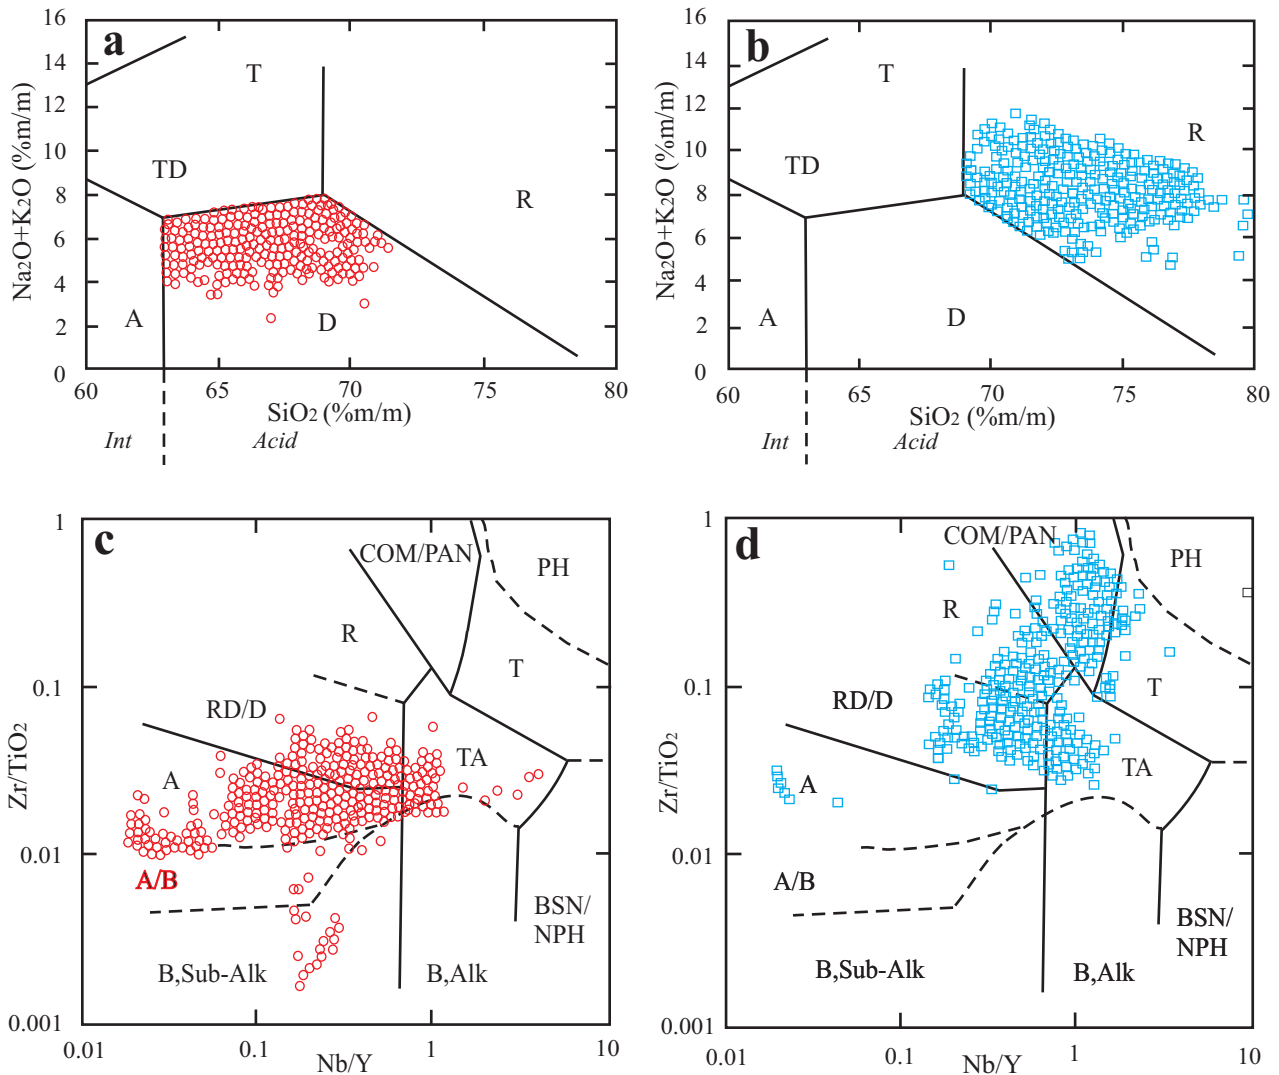 a
16
14
12
10
8
6
4
2
0
Na2O+K2O (%m/m)
T
TD
R
A
D
60
65
70
75
80
SiO2 (%m/m)
Int
Acid
b
16
14
12
10
8
6
4
2
0
Na2O+K2O (%m/m)
T
R
TD
A
D
60
65
70
75
80
SiO2 (%m/m)
Int
Acid
c
1
0.1
0.01
0.001
Zr/TiO2
COM/PAN
PH
R
T
RD/D
TA
A
A/B
BSN/
NPH
B,Sub-Alk
B,Alk
0.01
0.1
1
10
Nb/Y
d
1
0.1
0.01
0.001
Zr/TiO2
COM/PAN
PH
R
T
RD/D
TA
A
A/B
BSN/
NPH
B,Sub-Alk
B,Alk
0.01
0.1
1
10
Nb/Y